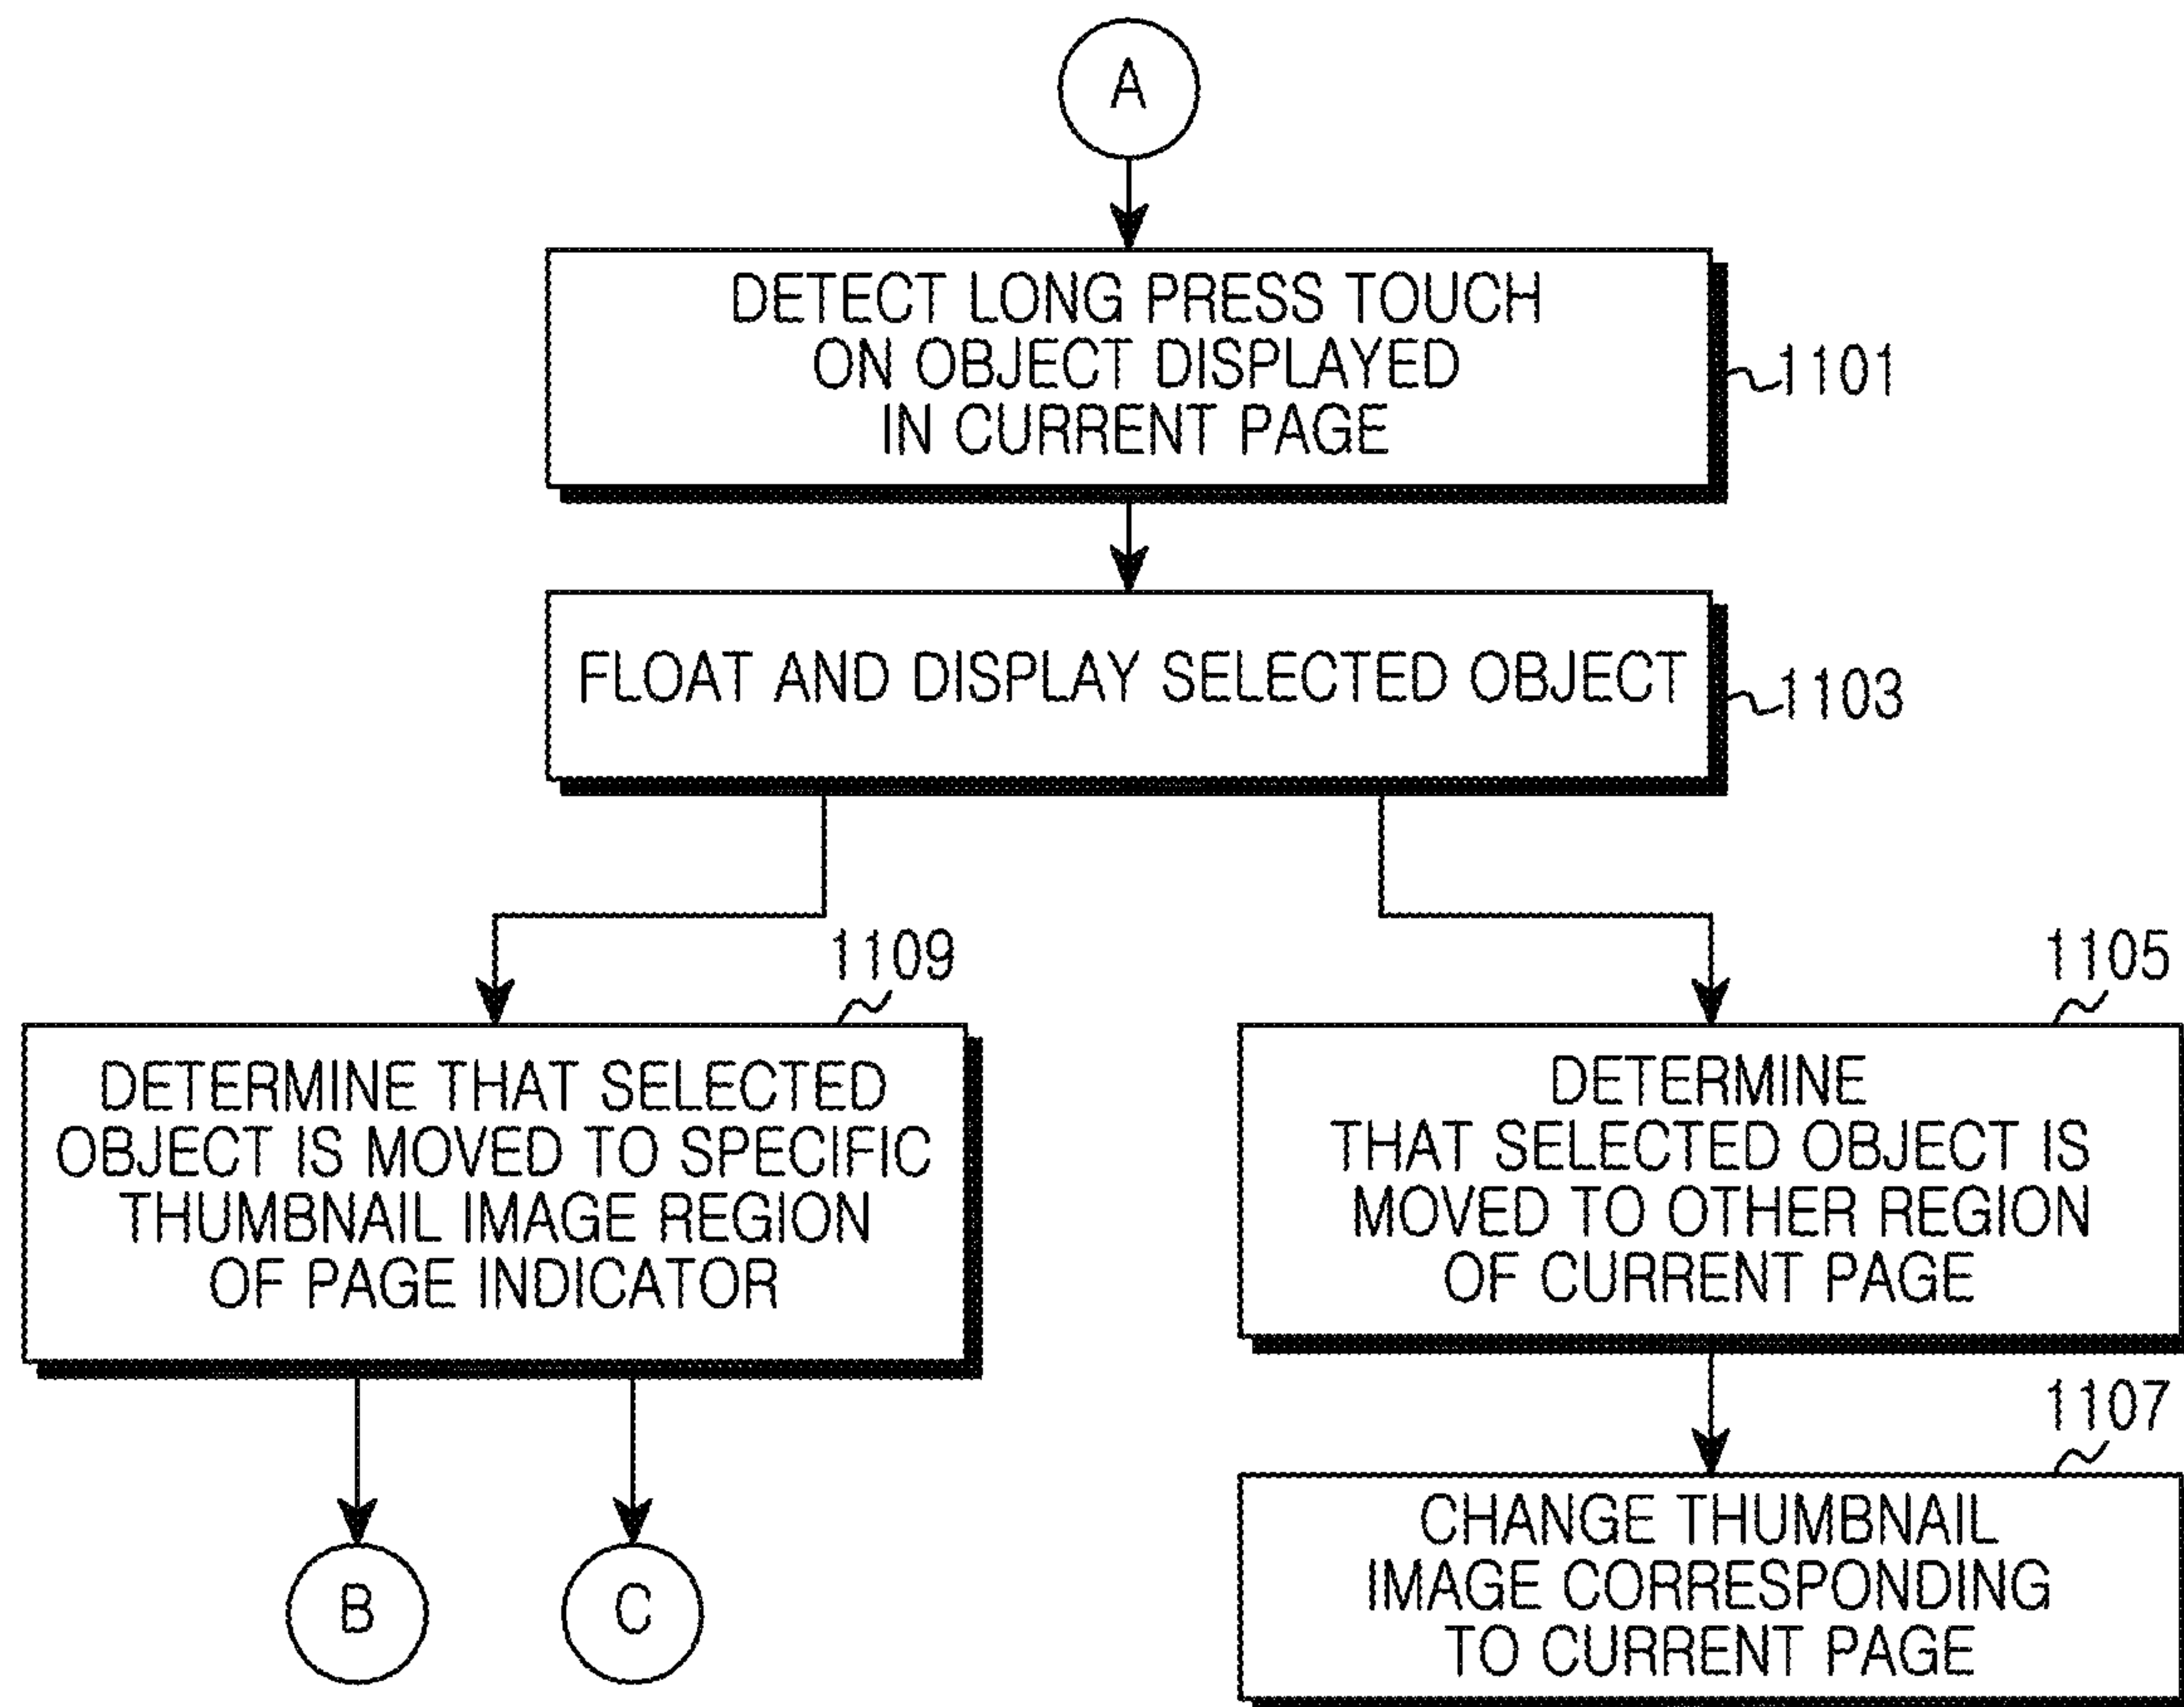 A
DETECT LONG PRESS TOUCH
ON OBJECT DISPLAYED
IN CURRENT PAGE
1101
FLOAT AND DISPLAY SELECTED OBJECT
1103
1109
DETERMINE THAT SELECTED
OBJECT IS MOVED TO SPECIFIC
THUMBNAIL IMAGE REGION
OF PAGE INDICATOR
1105
DETERMINE
THAT SELECTED OBJECT IS
MOVED TO OTHER REGION
OF CURRENT PAGE
B
C
1107
CHANGE THUMBNAIL
IMAGE CORRESPONDING
TO CURRENT PAGE